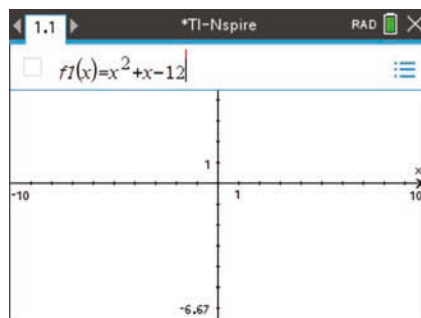 1.1 *TI-Nspire RAD
f1(x)=x²+x-12
1
x
-10 1 10
-6.67